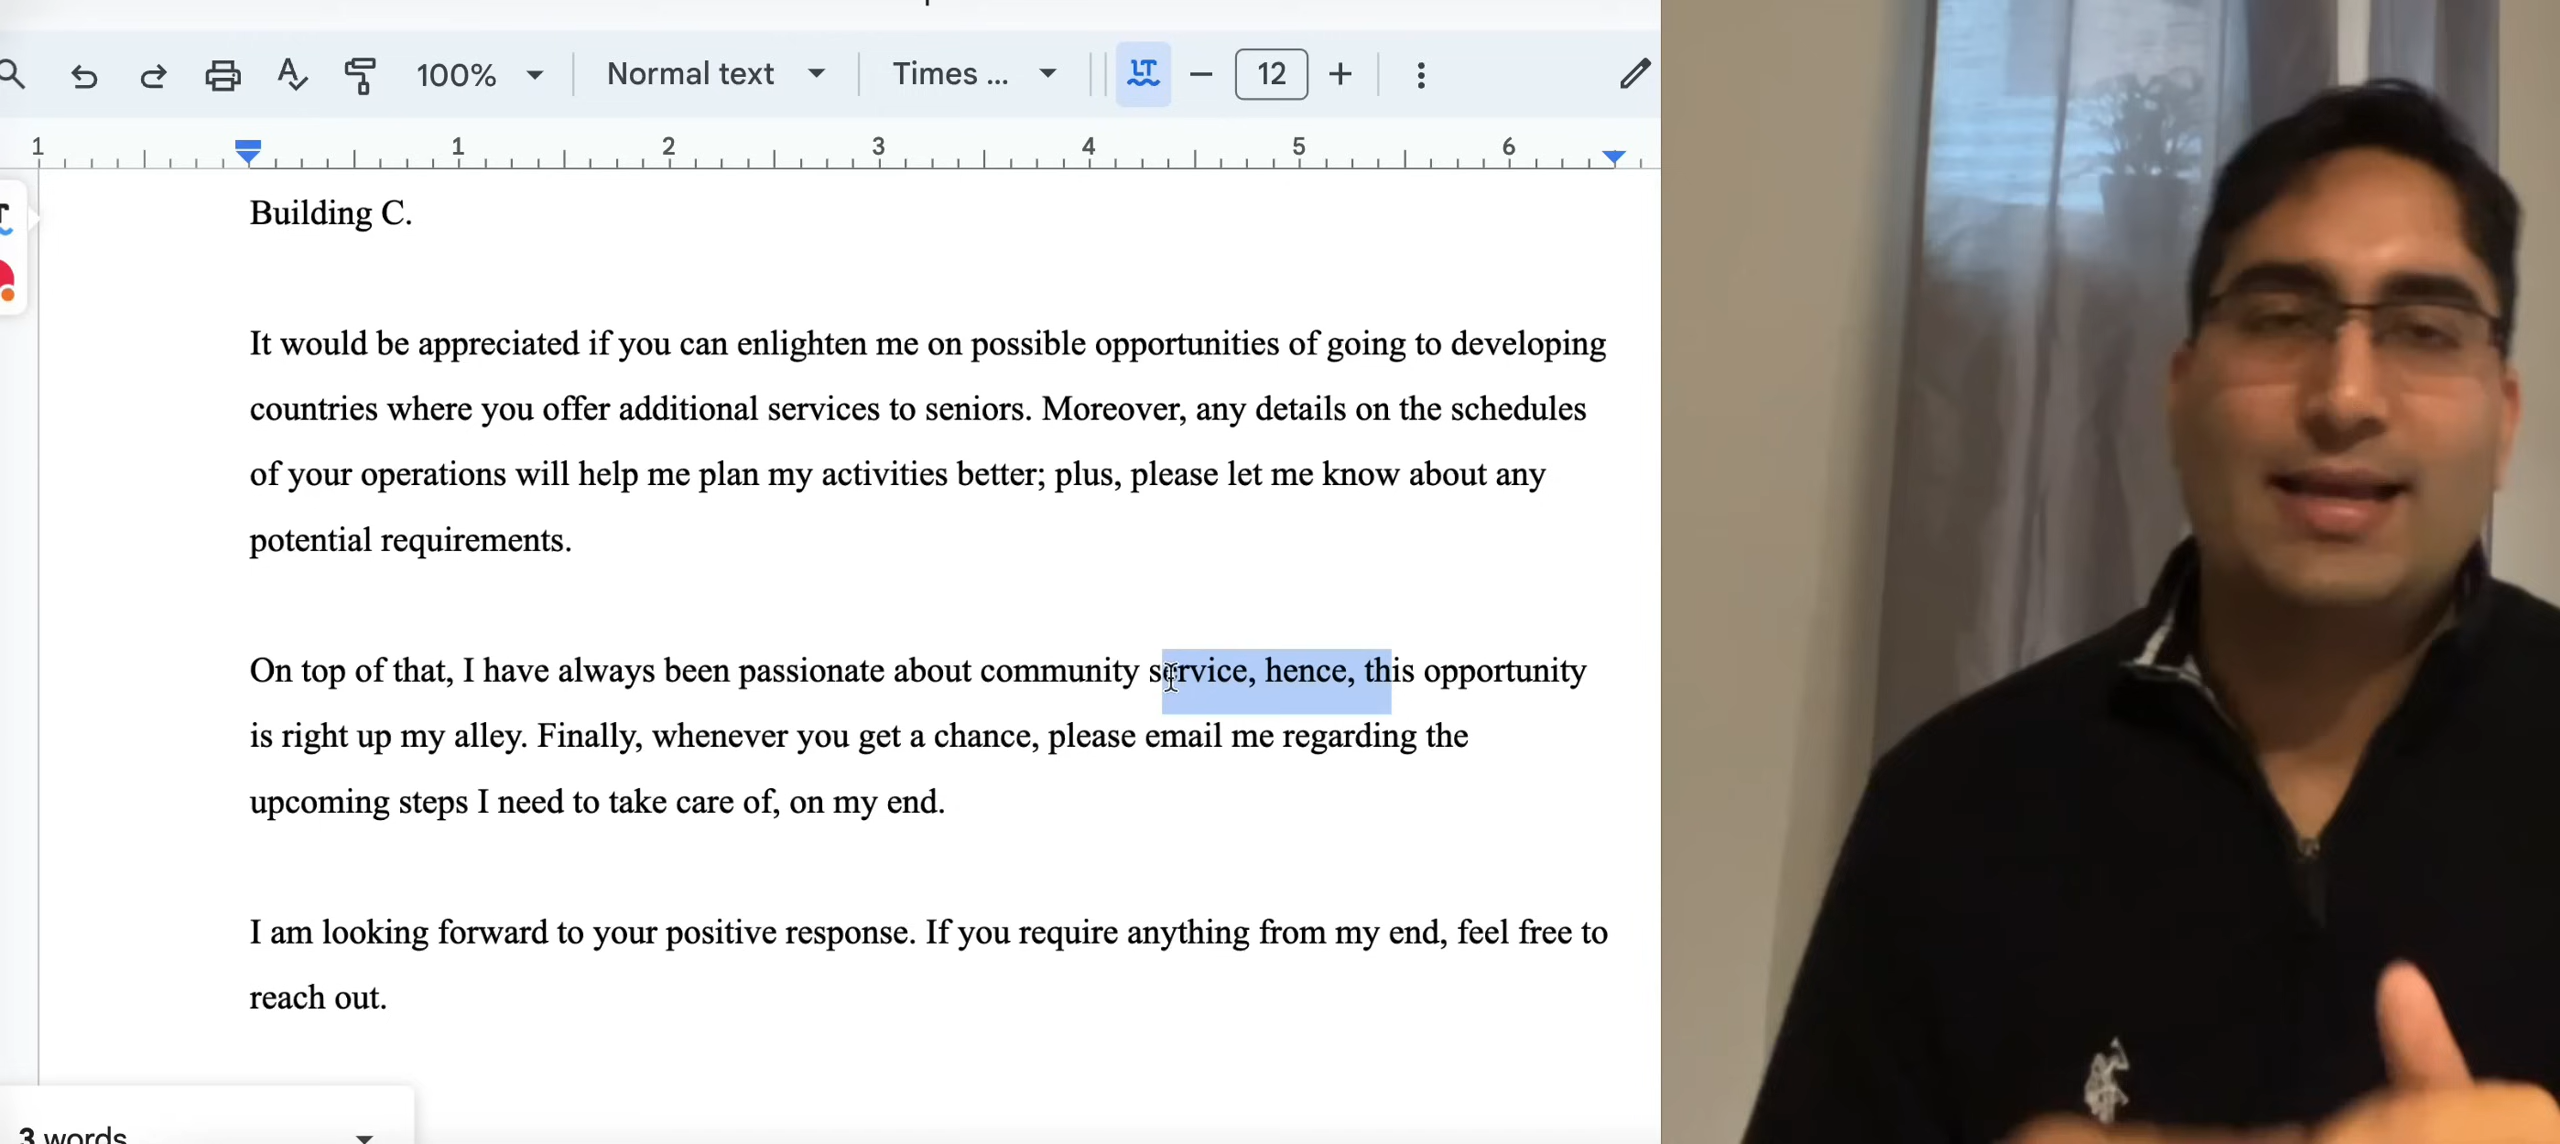 100% Normal text Times ... LT 12
1 1 2 3 4 5 6
Building C.
It would be appreciated if you can enlighten me on possible opportunities of going to developing
countries where you offer additional services to seniors. Moreover, any details on the schedules
of your operations will help me plan my activities better; plus, please let me know about any
potential requirements.
On top of that, I have always been passionate about community service, hence, this opportunity
is right up my alley. Finally, whenever you get a chance, please email me regarding the
upcoming steps I need to take care of, on my end.
I am looking forward to your positive response. If you require anything from my end, feel free to
reach out.
3 words